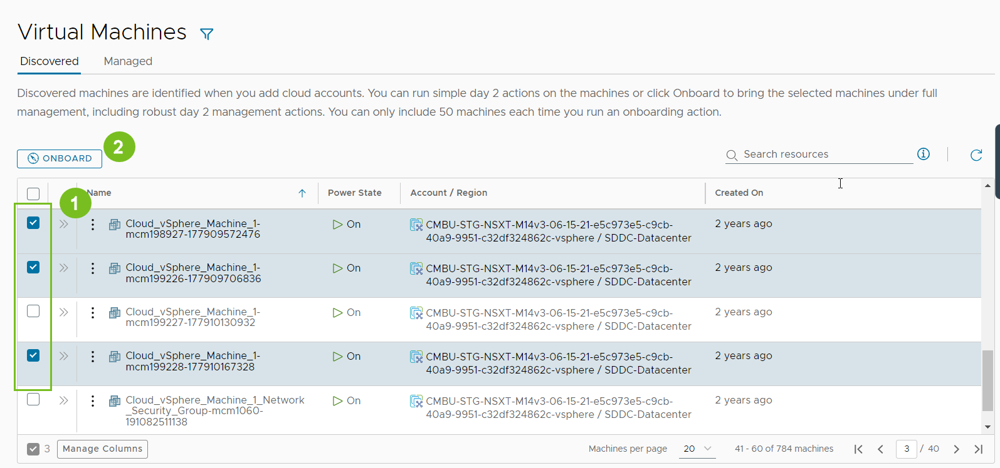 Virtual Machines
Discovered Managed
Discovered machines are identified when you add cloud accounts. You can run simple day 2 actions on the machines or click Onboard to bring the selected machines under full
management, including robust day 2 management actions. You can only include 50 machines each time you run an onboarding action.
2
ONBOARD
Search resources
1
Name Power State Account / Region Created On
Cloud_vSphere_Machine_1- On CMBU-STG-NSXT-M14v3-06-15-21-e5c973e5-c9cb- 2 years ago
mcm198927-177909572476 40a9-9951-c32df324862c-vsphere / SDDC-Datacenter
Cloud_vSphere_Machine_1- On CMBU-STG-NSXT-M14v3-06-15-21-e5c973e5-c9cb- 2 years ago
mcm199226-177909706836 40a9-9951-c32df324862c-vsphere / SDDC-Datacenter
Cloud_vSphere_Machine_1- On CMBU-STG-NSXT-M14v3-06-15-21-e5c973e5-c9cb- 2 years ago
mcm199227-177910130932 40a9-9951-c32df324862c-vsphere / SDDC-Datacenter
Cloud_vSphere_Machine_1- On CMBU-STG-NSXT-M14v3-06-15-21-e5c973e5-c9cb- 2 years ago
mcm199228-177910167328 40a9-9951-c32df324862c-vsphere / SDDC-Datacenter
Cloud_vSphere_Machine_1_Network On CMBU-STG-NSXT-M14v3-06-15-21-e5c973e5-c9cb- 2 years ago
_Security_Group-mcm1060- 40a9-9951-c32df324862c-vsphere / SDDC-Datacenter
191082511138
3 Manage Columns Machines per page 20 41 - 60 of 784 machines 3 / 40